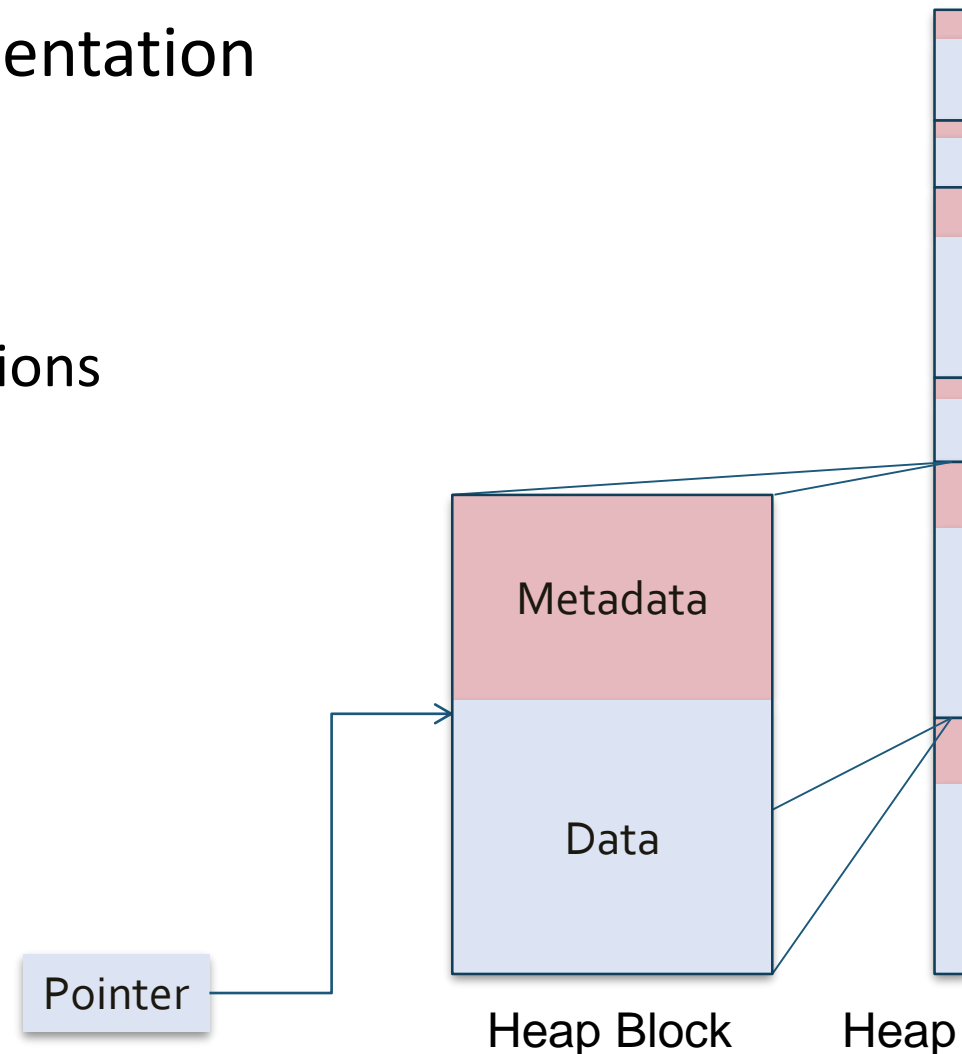 entation
ions
Metadata
Data
Pointer
Heap Block
Heap